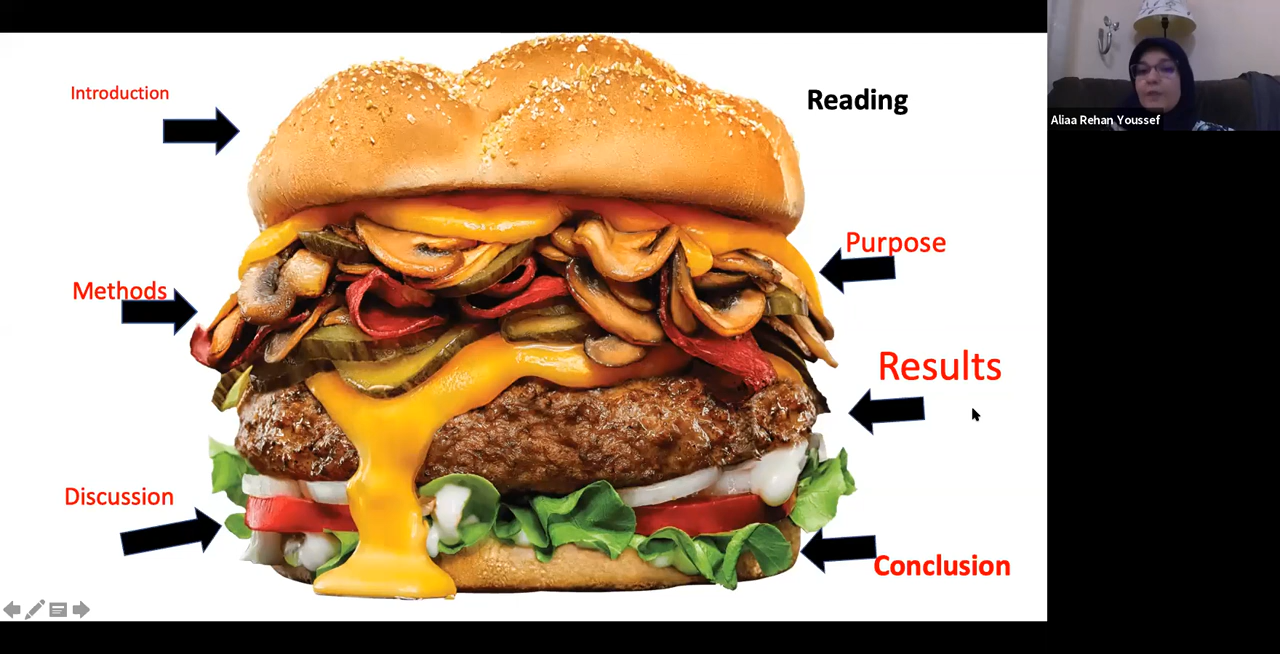 Introduction
Reading
Aliaa Rehan Youssef
Purpose
Methods
Results
Discussion
Conclusion